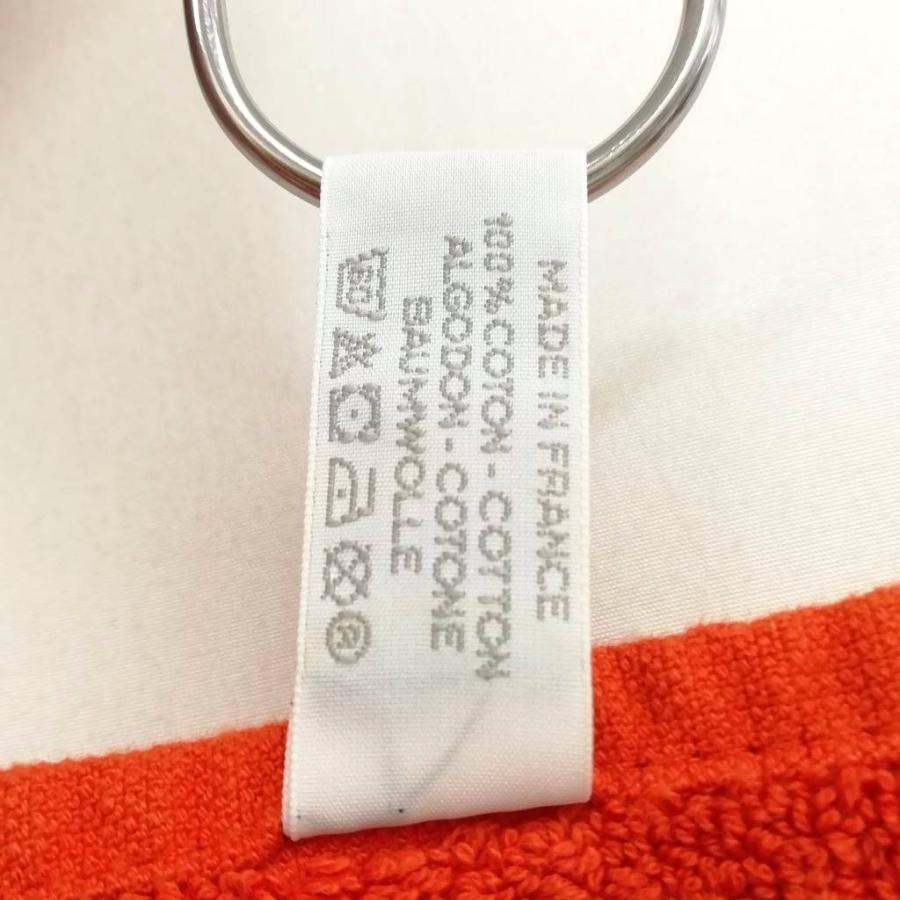 MADE IN FRANCE
100% COTON - COTTON
ALGODON - COTONE
BAUMWOLLE